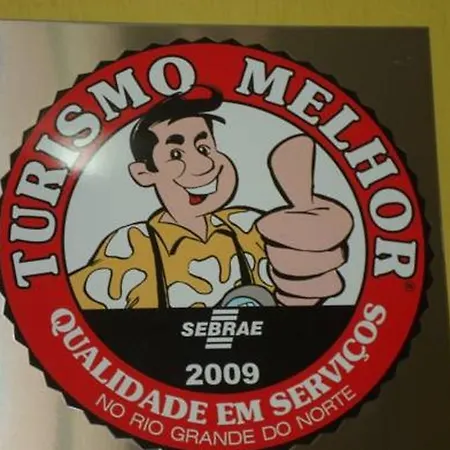 TURISMO MELHOR
SEBRAE
2009
QUALIDADE EM SERVIÇOS
NO RIO GRANDE DO NORTE